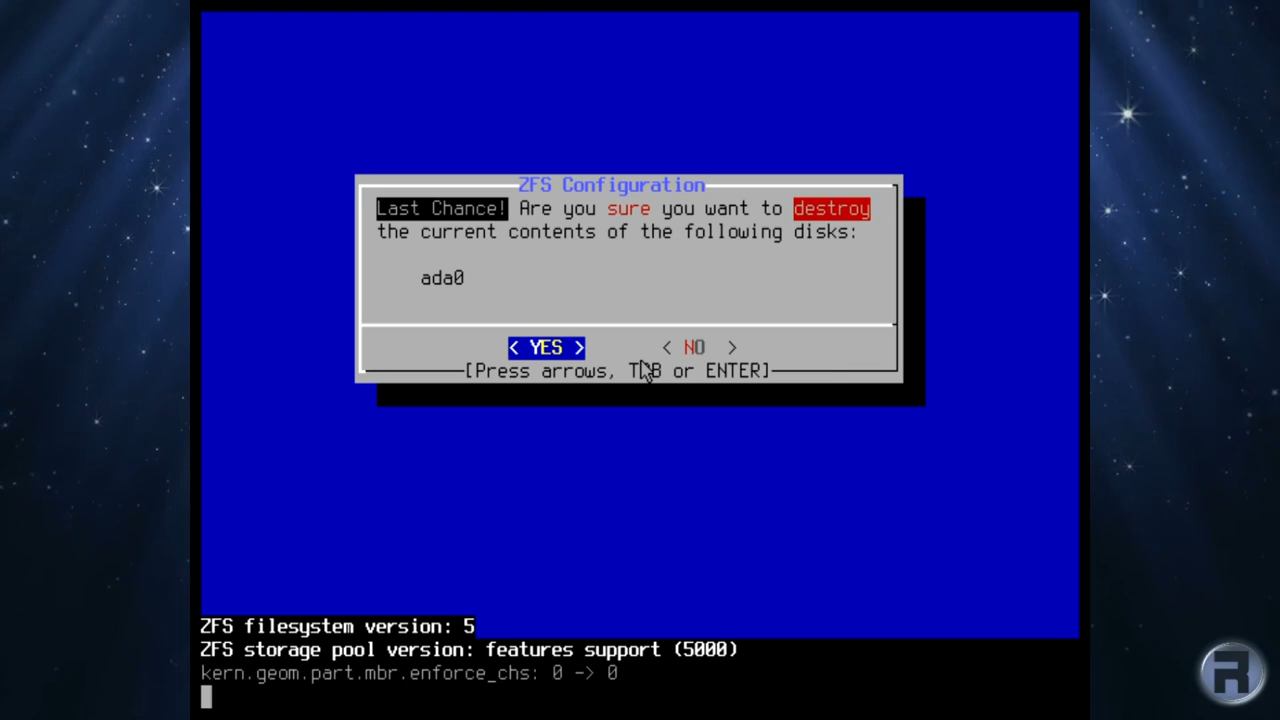 ZFS Configuration
Last Chance! Are you sure you want to destroy
the current contents of the following disks:
ada0
< YES > < NO >
[Press arrows, TAB or ENTER]
ZFS filesystem version: 5
ZFS storage pool version: features support (5000)
kern.geom.part.mbr.enforce_chs: 0 -> 0
R